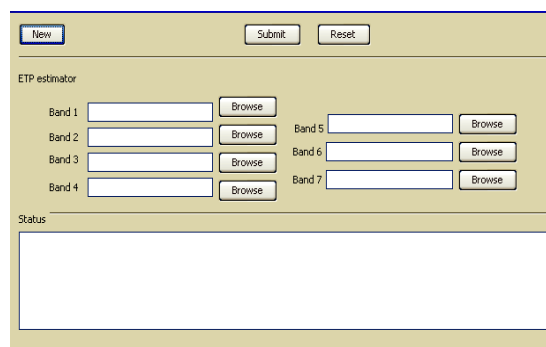 New Submit Reset
ETP estimator
Band 1 Browse
Band 2 Browse
Band 3 Browse
Band 4 Browse
Band 5 Browse
Band 6 Browse
Band 7 Browse
Status